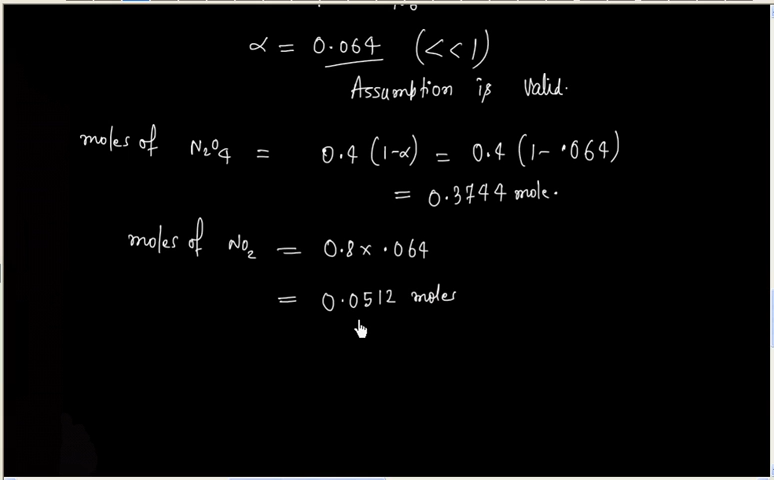 α = 0.064 (<<1)
Assumption is valid.
moles of N₂O₄ = 0.4 (1-α) = 0.4 (1- .064)
= 0.3744 mole.
moles of NO₂ = 0.8 x .064
= 0.0512 moles